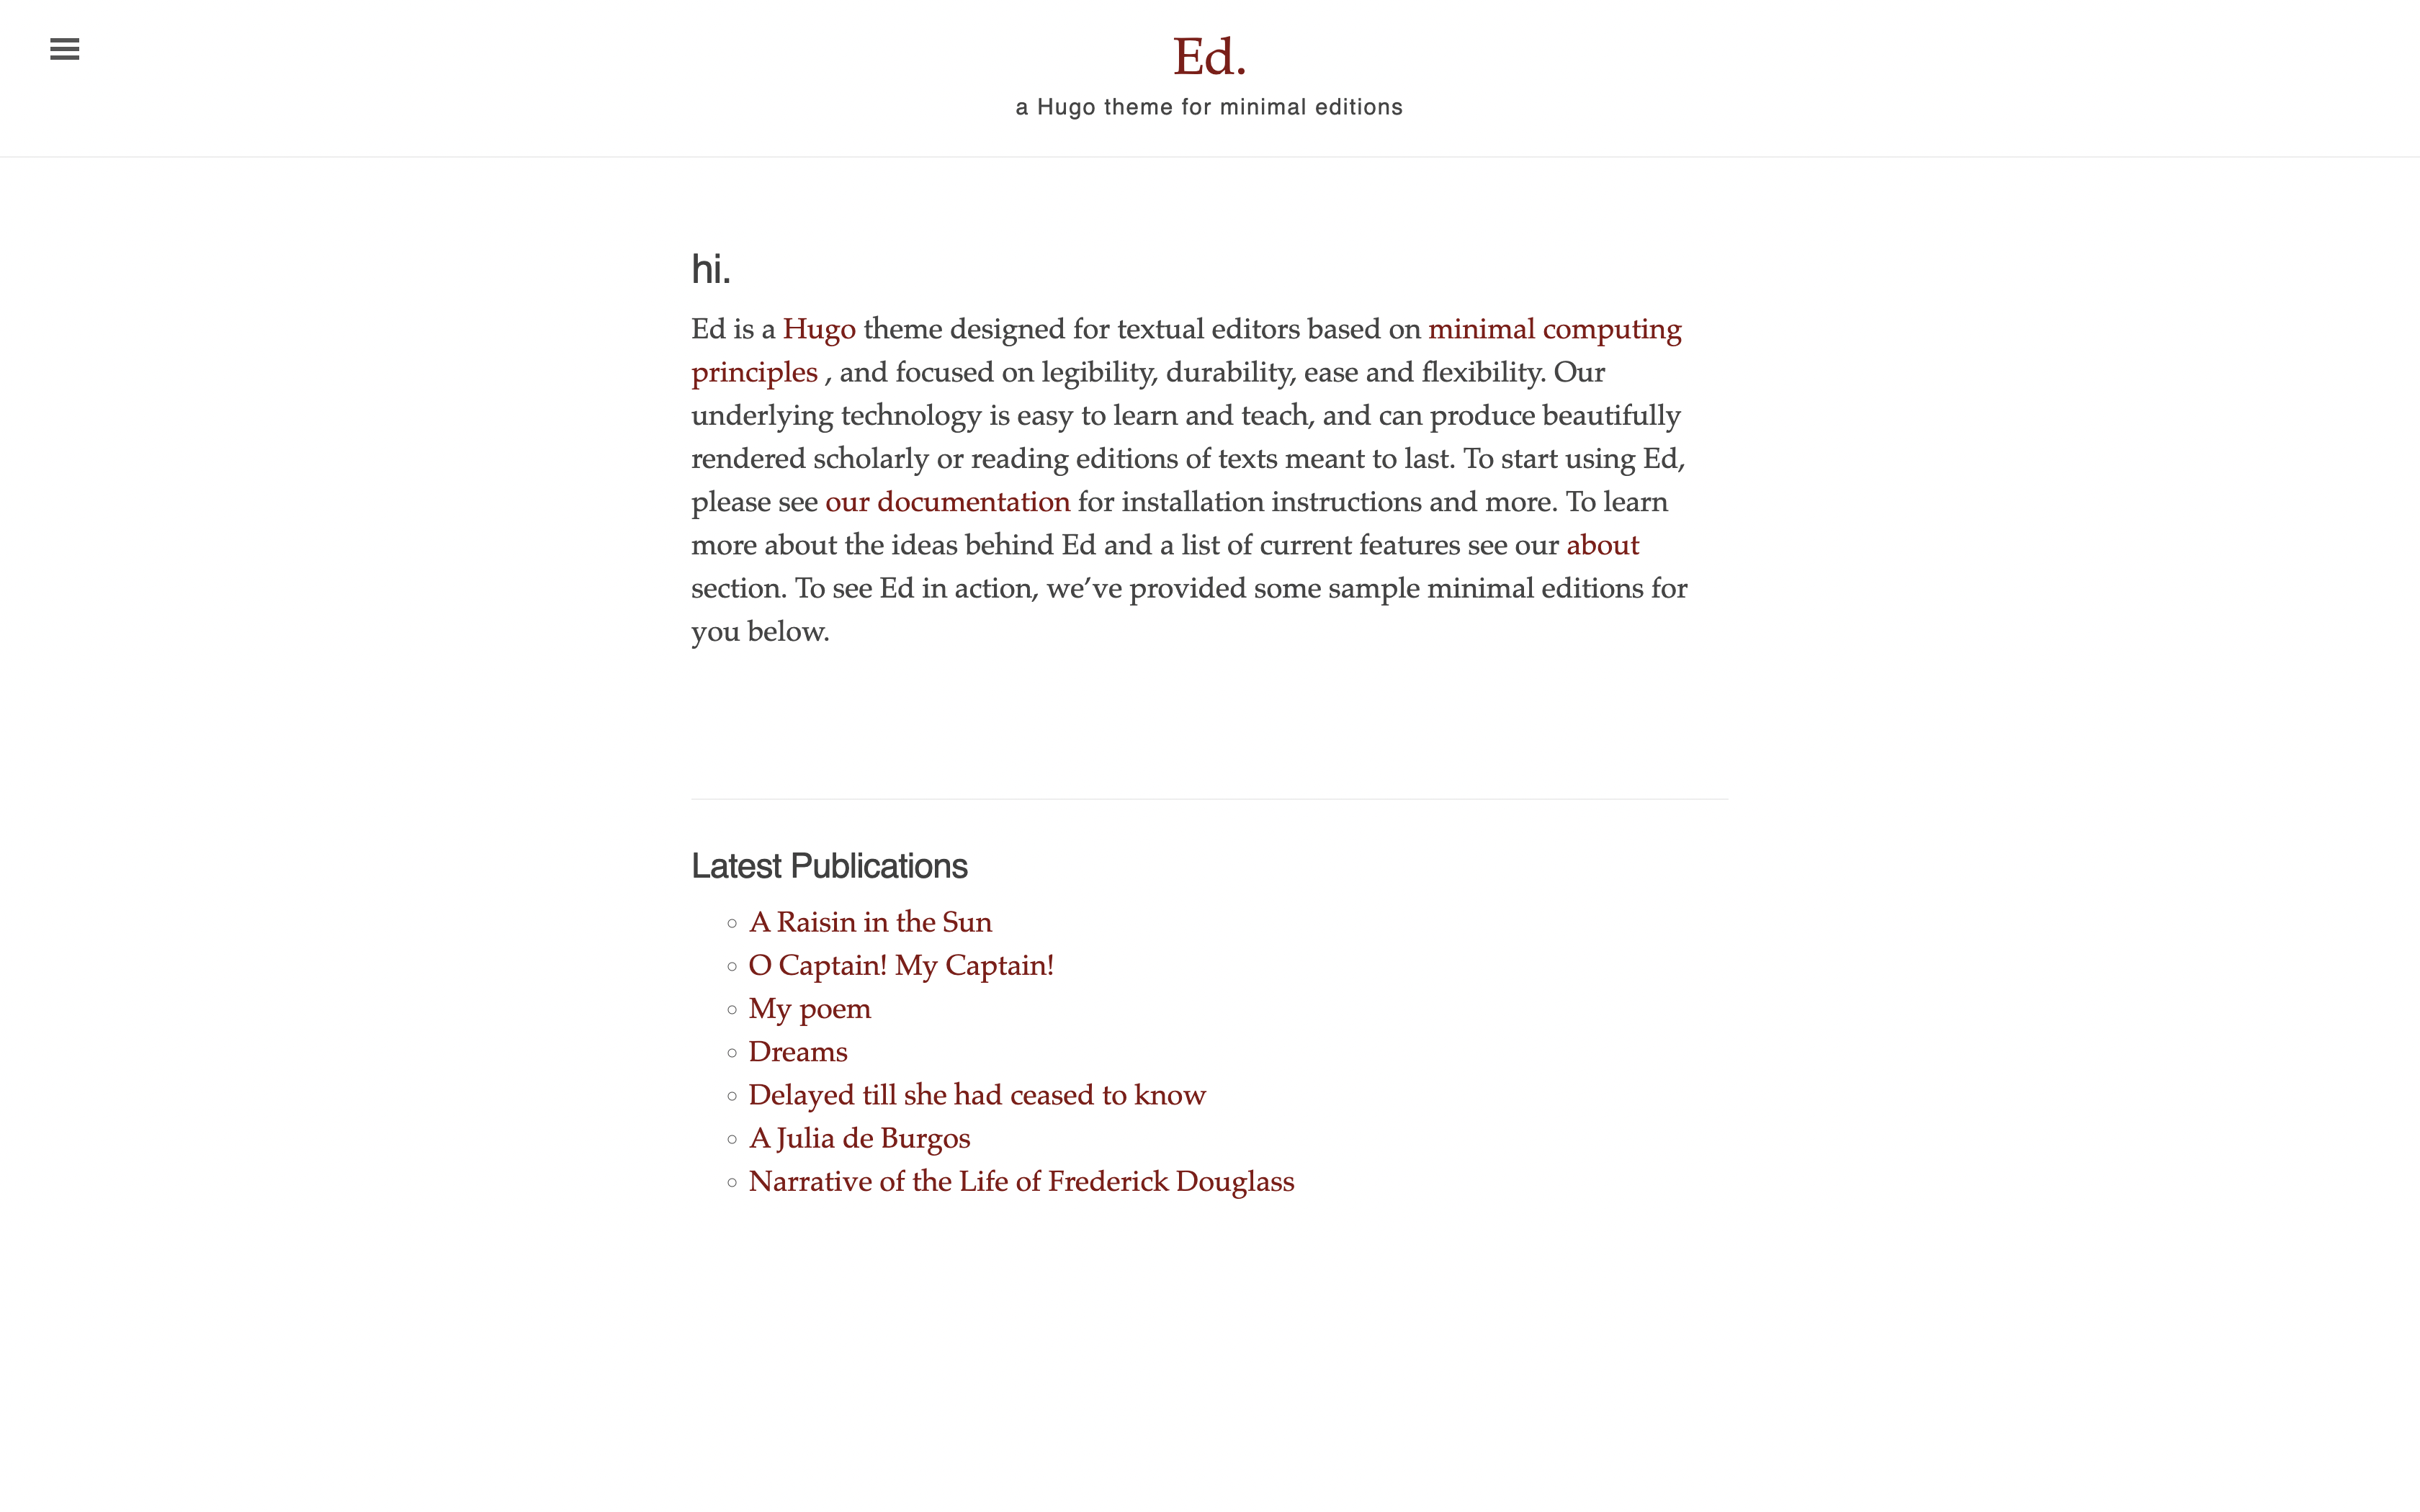 Ed.
a Hugo theme for minimal editions
hi.
Ed is a Hugo theme designed for textual editors based on minimal computing
principles , and focused on legibility, durability, ease and flexibility. Our
underlying technology is easy to learn and teach, and can produce beautifully
rendered scholarly or reading editions of texts meant to last. To start using Ed,
please see our documentation for installation instructions and more. To learn
more about the ideas behind Ed and a list of current features see our about
section. To see Ed in action, we’ve provided some sample minimal editions for
you below.
Latest Publications
A Raisin in the Sun
O Captain! My Captain!
My poem
Dreams
Delayed till she had ceased to know
A Julia de Burgos
Narrative of the Life of Frederick Douglass